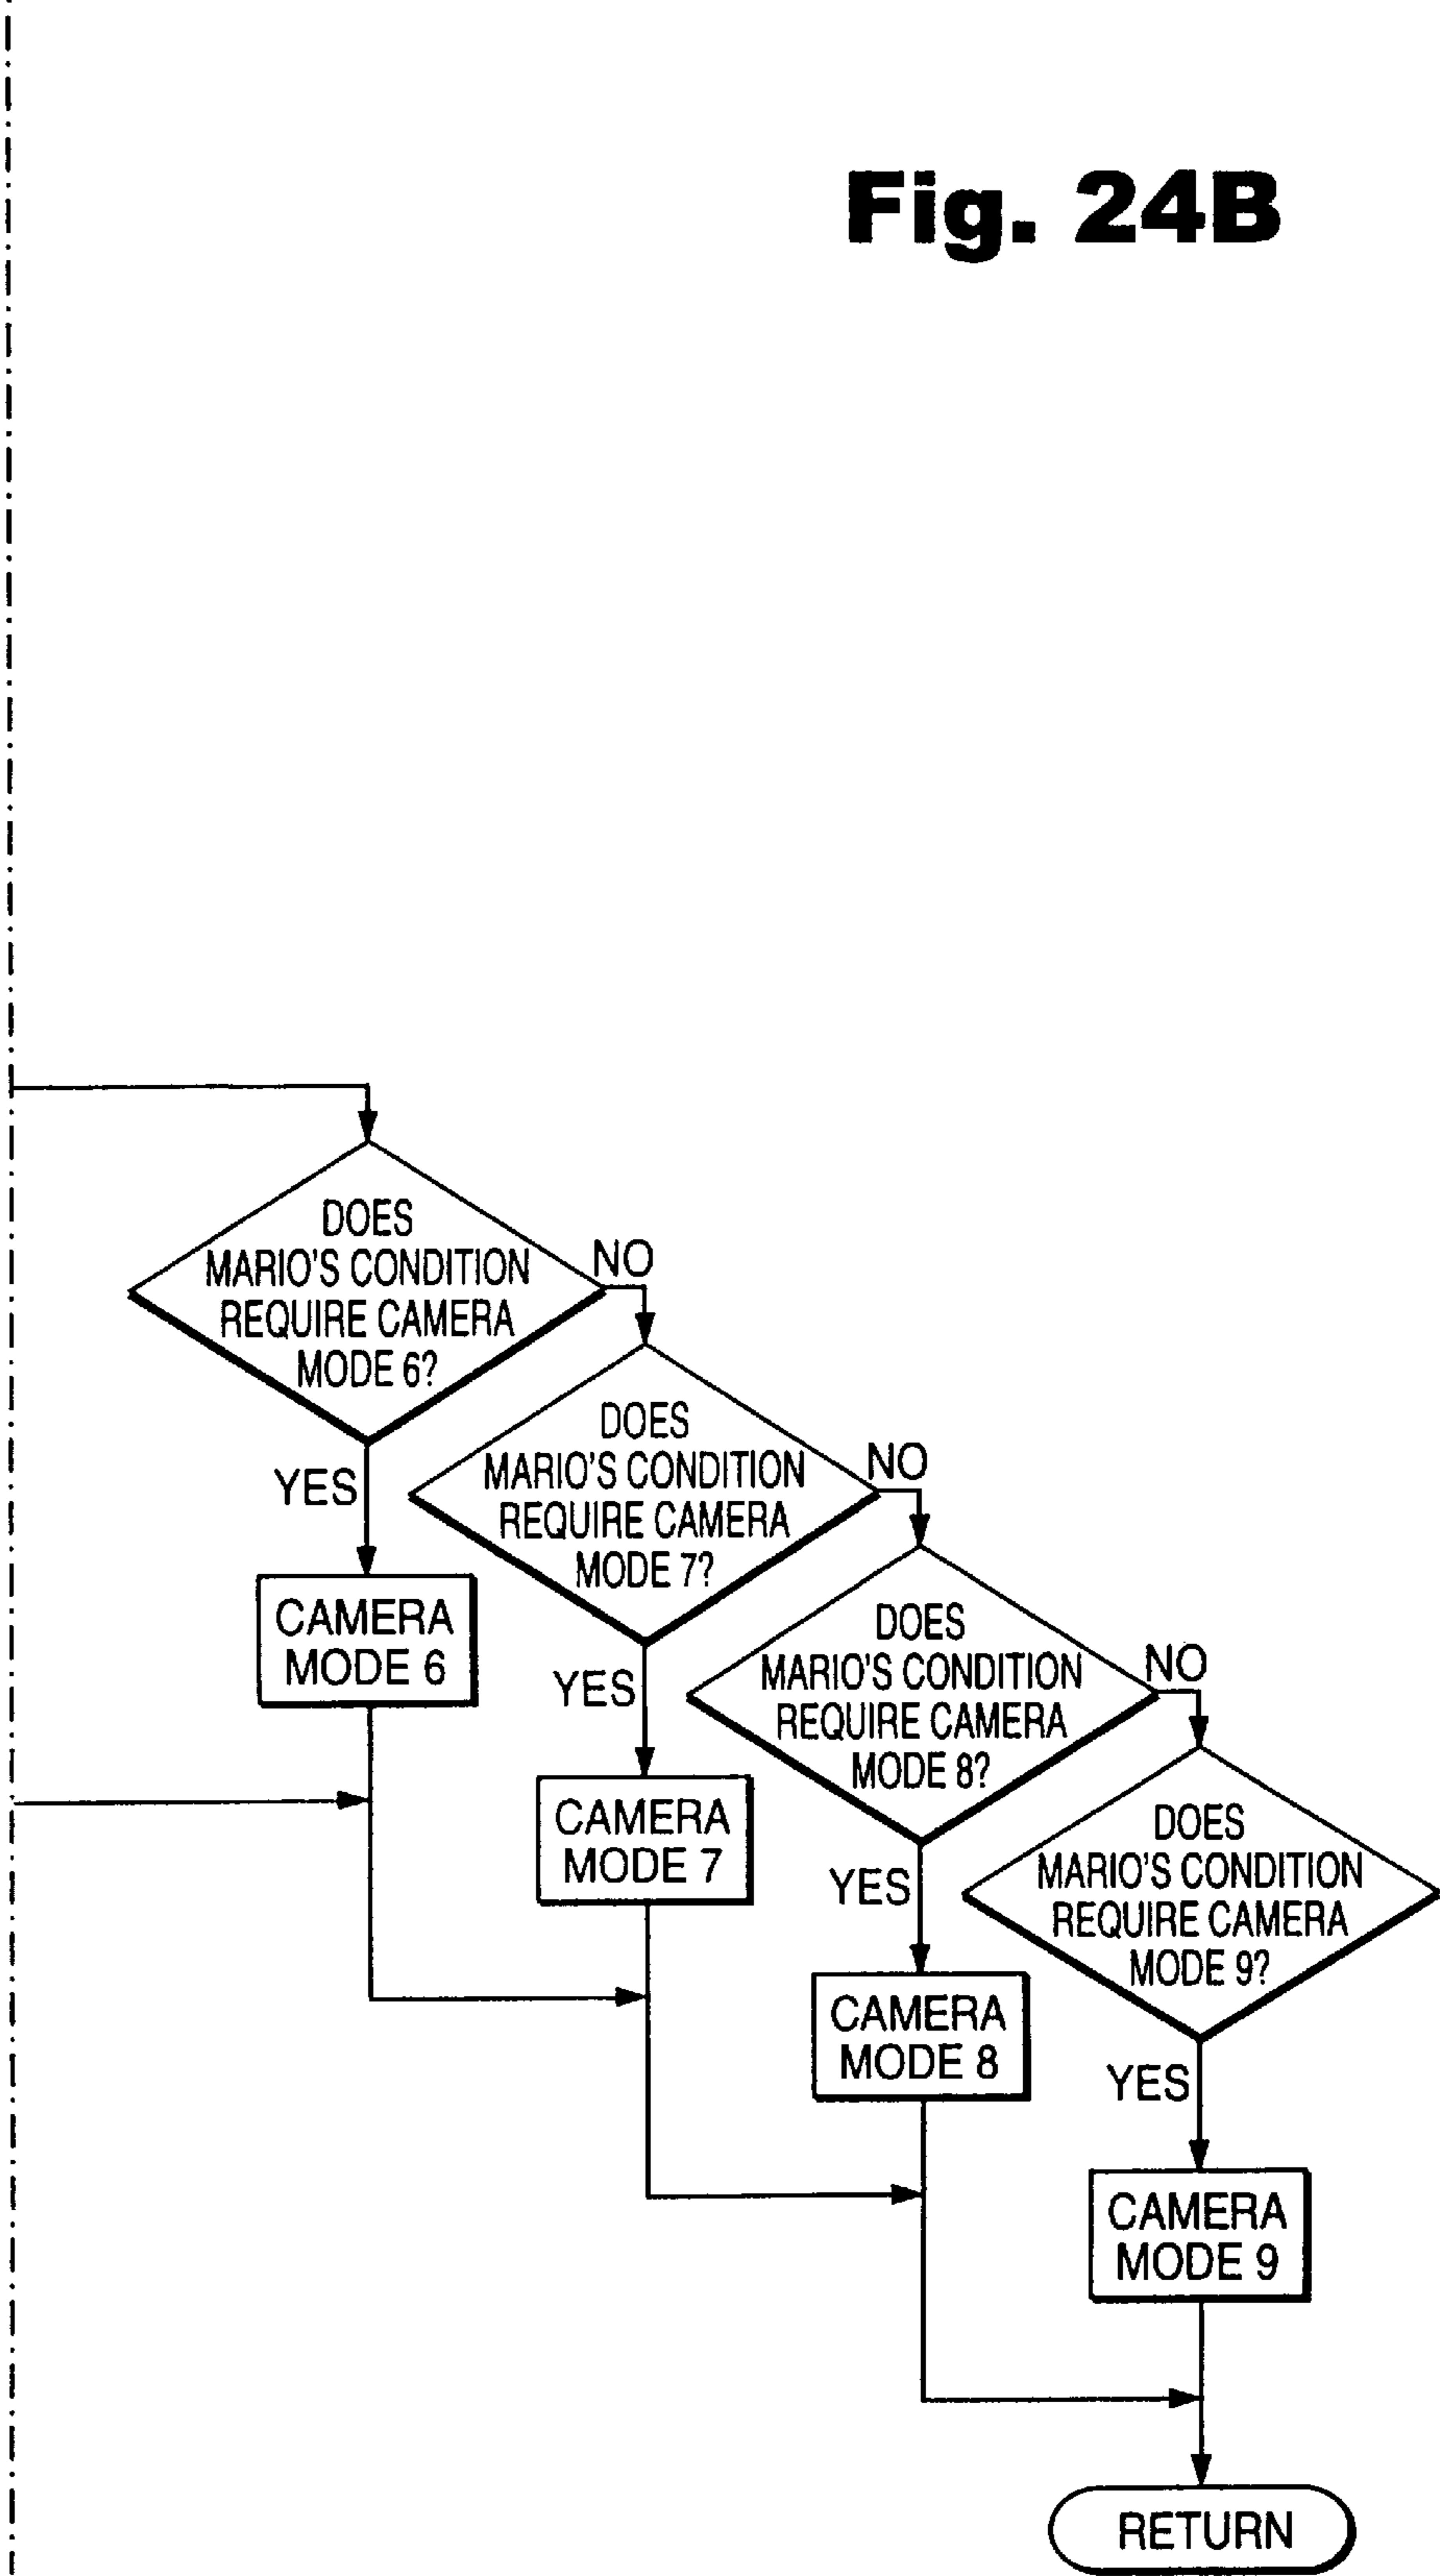 Fig. 24B
DOES
MARIO'S CONDITION
REQUIRE CAMERA
MODE 6?
NO
YES
CAMERA
MODE 6
DOES
MARIO'S CONDITION
REQUIRE CAMERA
MODE 7?
NO
YES
CAMERA
MODE 7
DOES
MARIO'S CONDITION
REQUIRE CAMERA
MODE 8?
NO
YES
CAMERA
MODE 8
DOES
MARIO'S CONDITION
REQUIRE CAMERA
MODE 9?
YES
CAMERA
MODE 9
RETURN